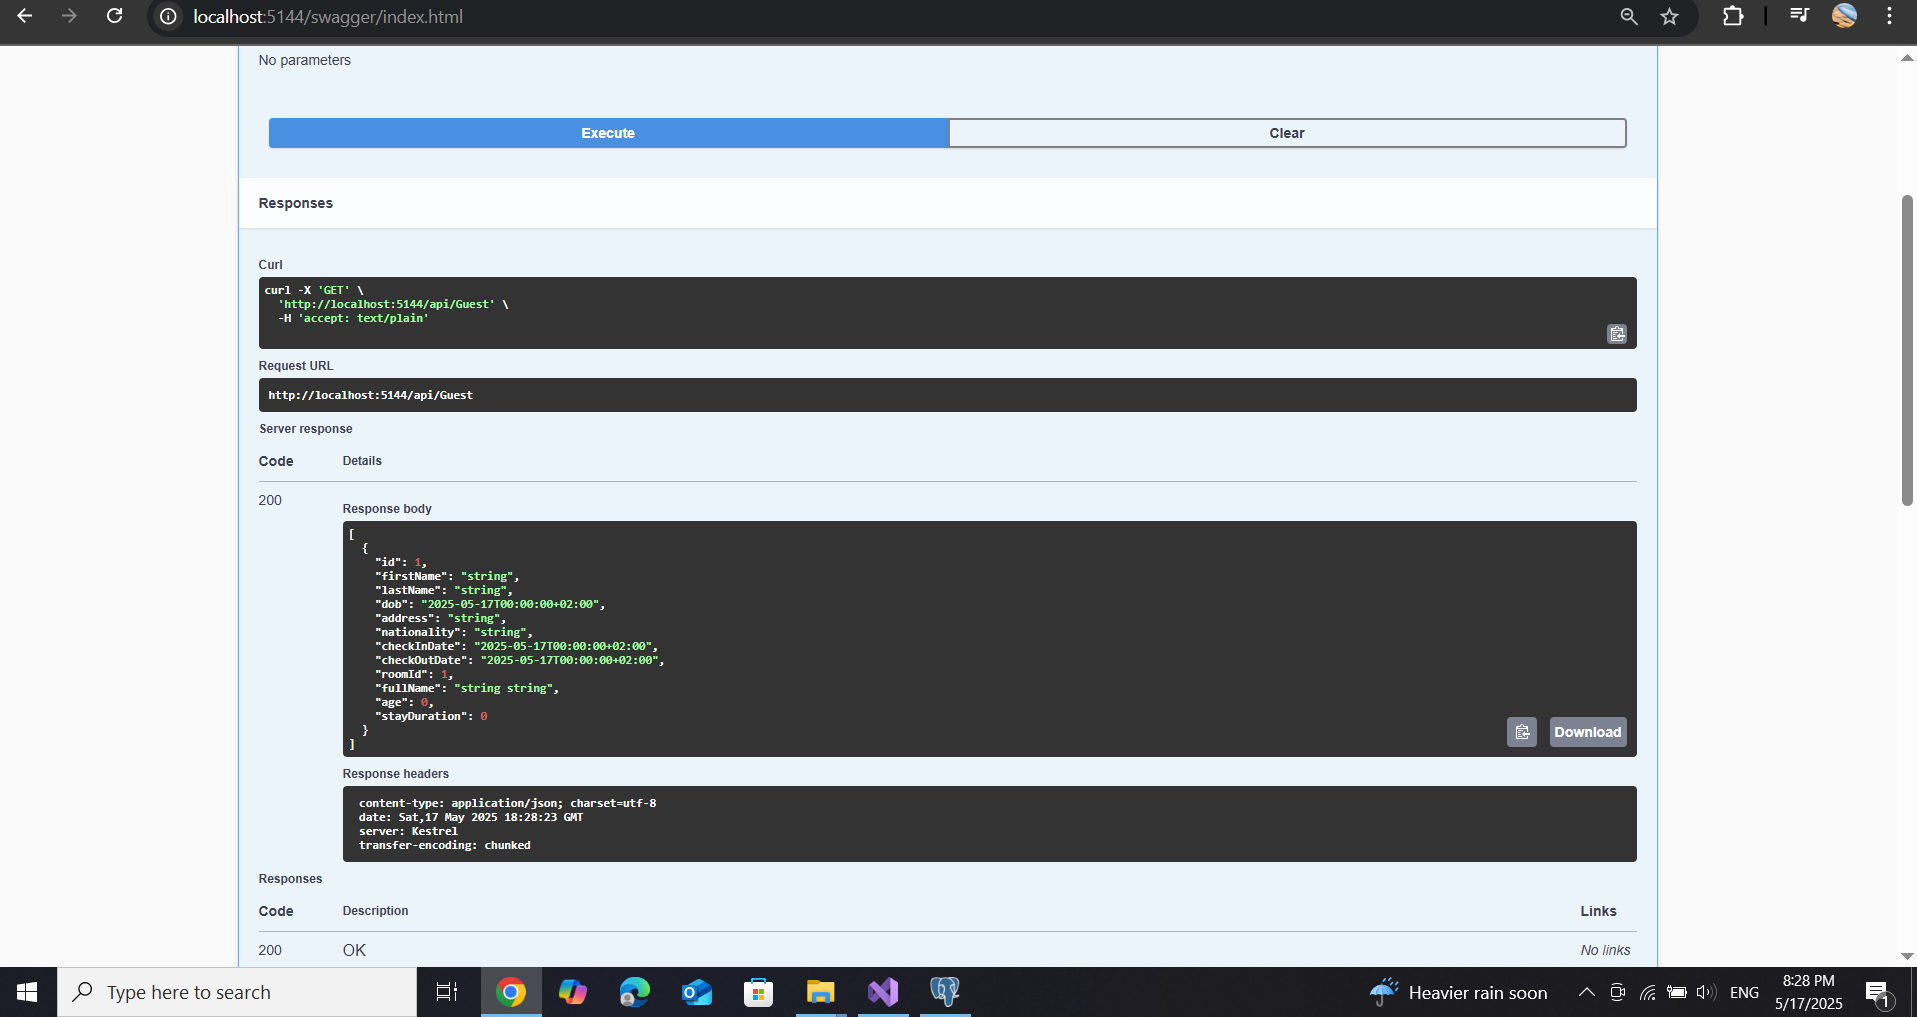 localhost:5144/swagger/index.html
No parameters
Execute
Clear
Responses
Curl
curl -X 'GET' \
'http://localhost:5144/api/Guest' \
-H 'accept: text/plain'
Request URL
http://localhost:5144/api/Guest
Server response
Code Details
200
Response body
[
{
"id": 1,
"firstName": "string",
"lastName": "string",
"dob": "2025-05-17T00:00:00+02:00",
"address": "string",
"nationality": "string",
"checkInDate": "2025-05-17T00:00:00+02:00",
"checkOutDate": "2025-05-17T00:00:00+02:00",
"roomId": 1,
"fullName": "string string",
"age": 0,
"stayDuration": 0
}
]
Download
Response headers
content-type: application/json; charset=utf-8
date: Sat,17 May 2025 18:28:23 GMT
server: Kestrel
transfer-encoding: chunked
Responses
Code Description Links
200 OK No links
Type here to search
Heavier rain soon
ENG
8:28 PM
5/17/2025
1